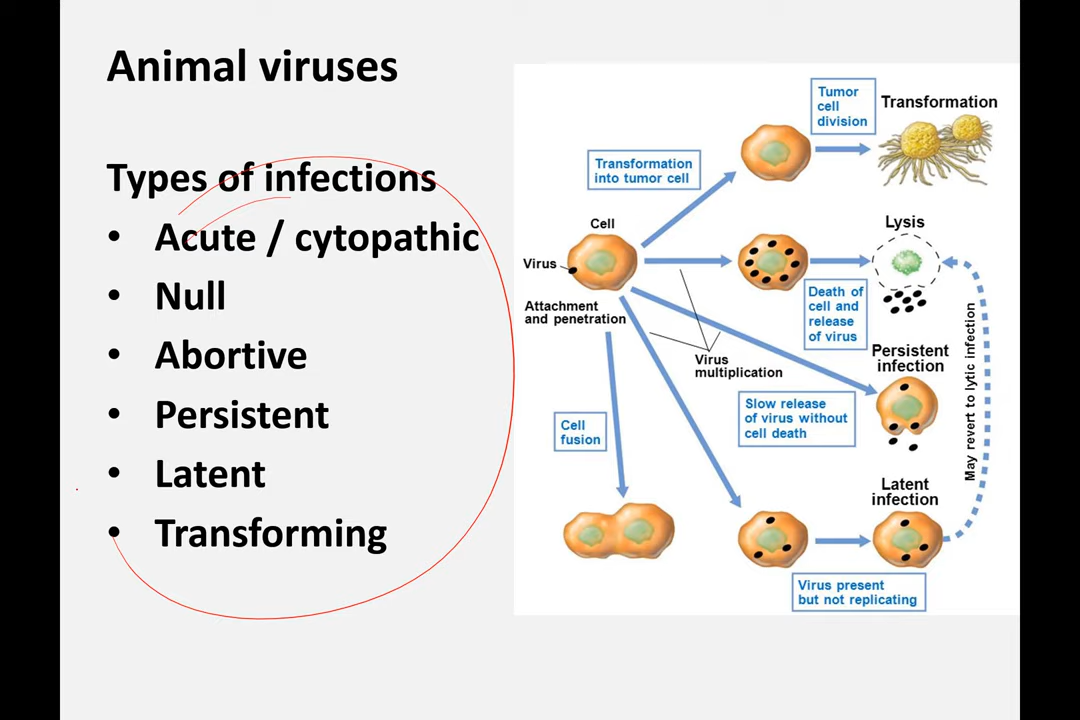 Animal viruses
Types of infections
• Acute / cytopathic
• Null
• Abortive
• Persistent
• Latent
• Transforming
Tumor
cell
division
Transformation
Transformation
into tumor cell
Cell
Virus
Attachment
and penetration
Lysis
Death of
cell and
release
of virus
Virus
multiplication
Persistent
infection
Slow release
of virus without
cell death
Cell
fusion
Latent
infection
Virus present
but not replicating
May revert to lytic infection